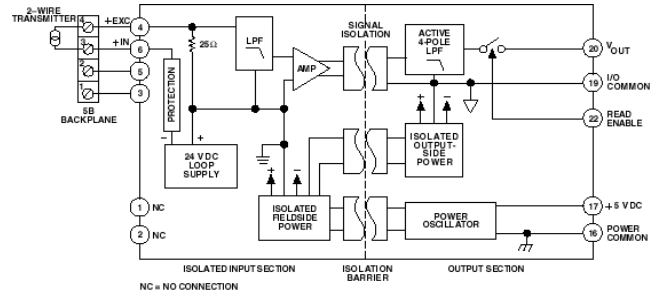 2–WIRE
TRANSMITTER
4
3
2
1
5B
BACKPLANE
+EXC
4
+IN
6
5
3
PROTECTION
25Ω
LPF
AMP
–
+
24 VDC
LOOP
SUPPLY
1
NC
2
NC
+
–
ISOLATED
FIELDSIDE
POWER
SIGNAL
ISOLATION
ACTIVE
4-POLE
LPF
+
–
ISOLATED
OUTPUT-
SIDE
POWER
POWER
OSCILLATOR
20
VOUT
19
I/O
COMMON
22
READ
ENABLE
17
+5 VDC
16
POWER
COMMON
ISOLATED INPUT SECTION
ISOLATION
BARRIER
OUTPUT SECTION
NC = NO CONNECTION